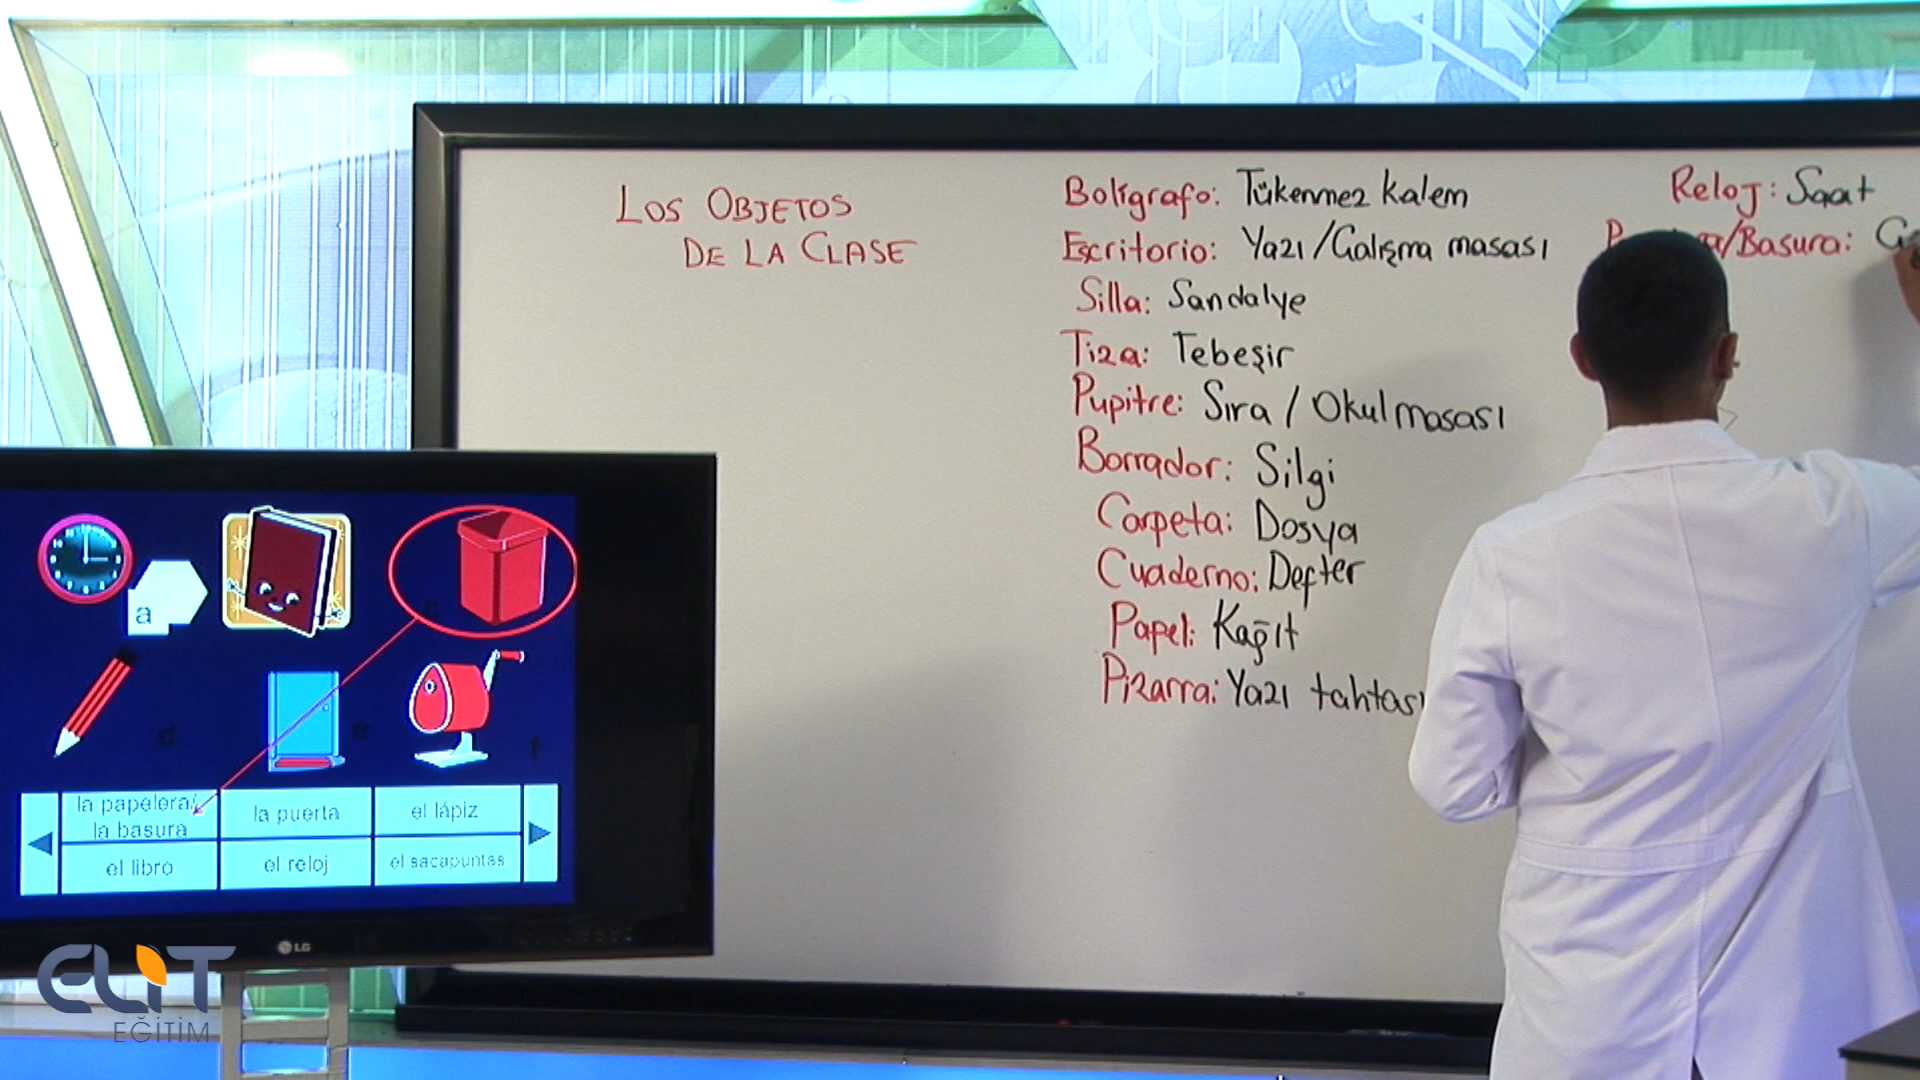 LOS OBJETOS
DE LA CLASE
Bolígrafo: Tükenmez kalem
Escritorio: Yazı/Çalışma masası
Silla: Sandalye
Tiza: Tebeşir
Pupitre: Sıra / Okul masası
Borrador: Silgi
Carpeta: Dosya
Cuaderno: Defter
Papel: Kağıt
Pizarra: Yazı tahtası
Reloj: Saat
/Basura:
a
d
e
f
la papelera/
la basura
la puerta
el lápiz
el libro
el reloj
el sacapuntas
LG
ELİT
EĞİTİM